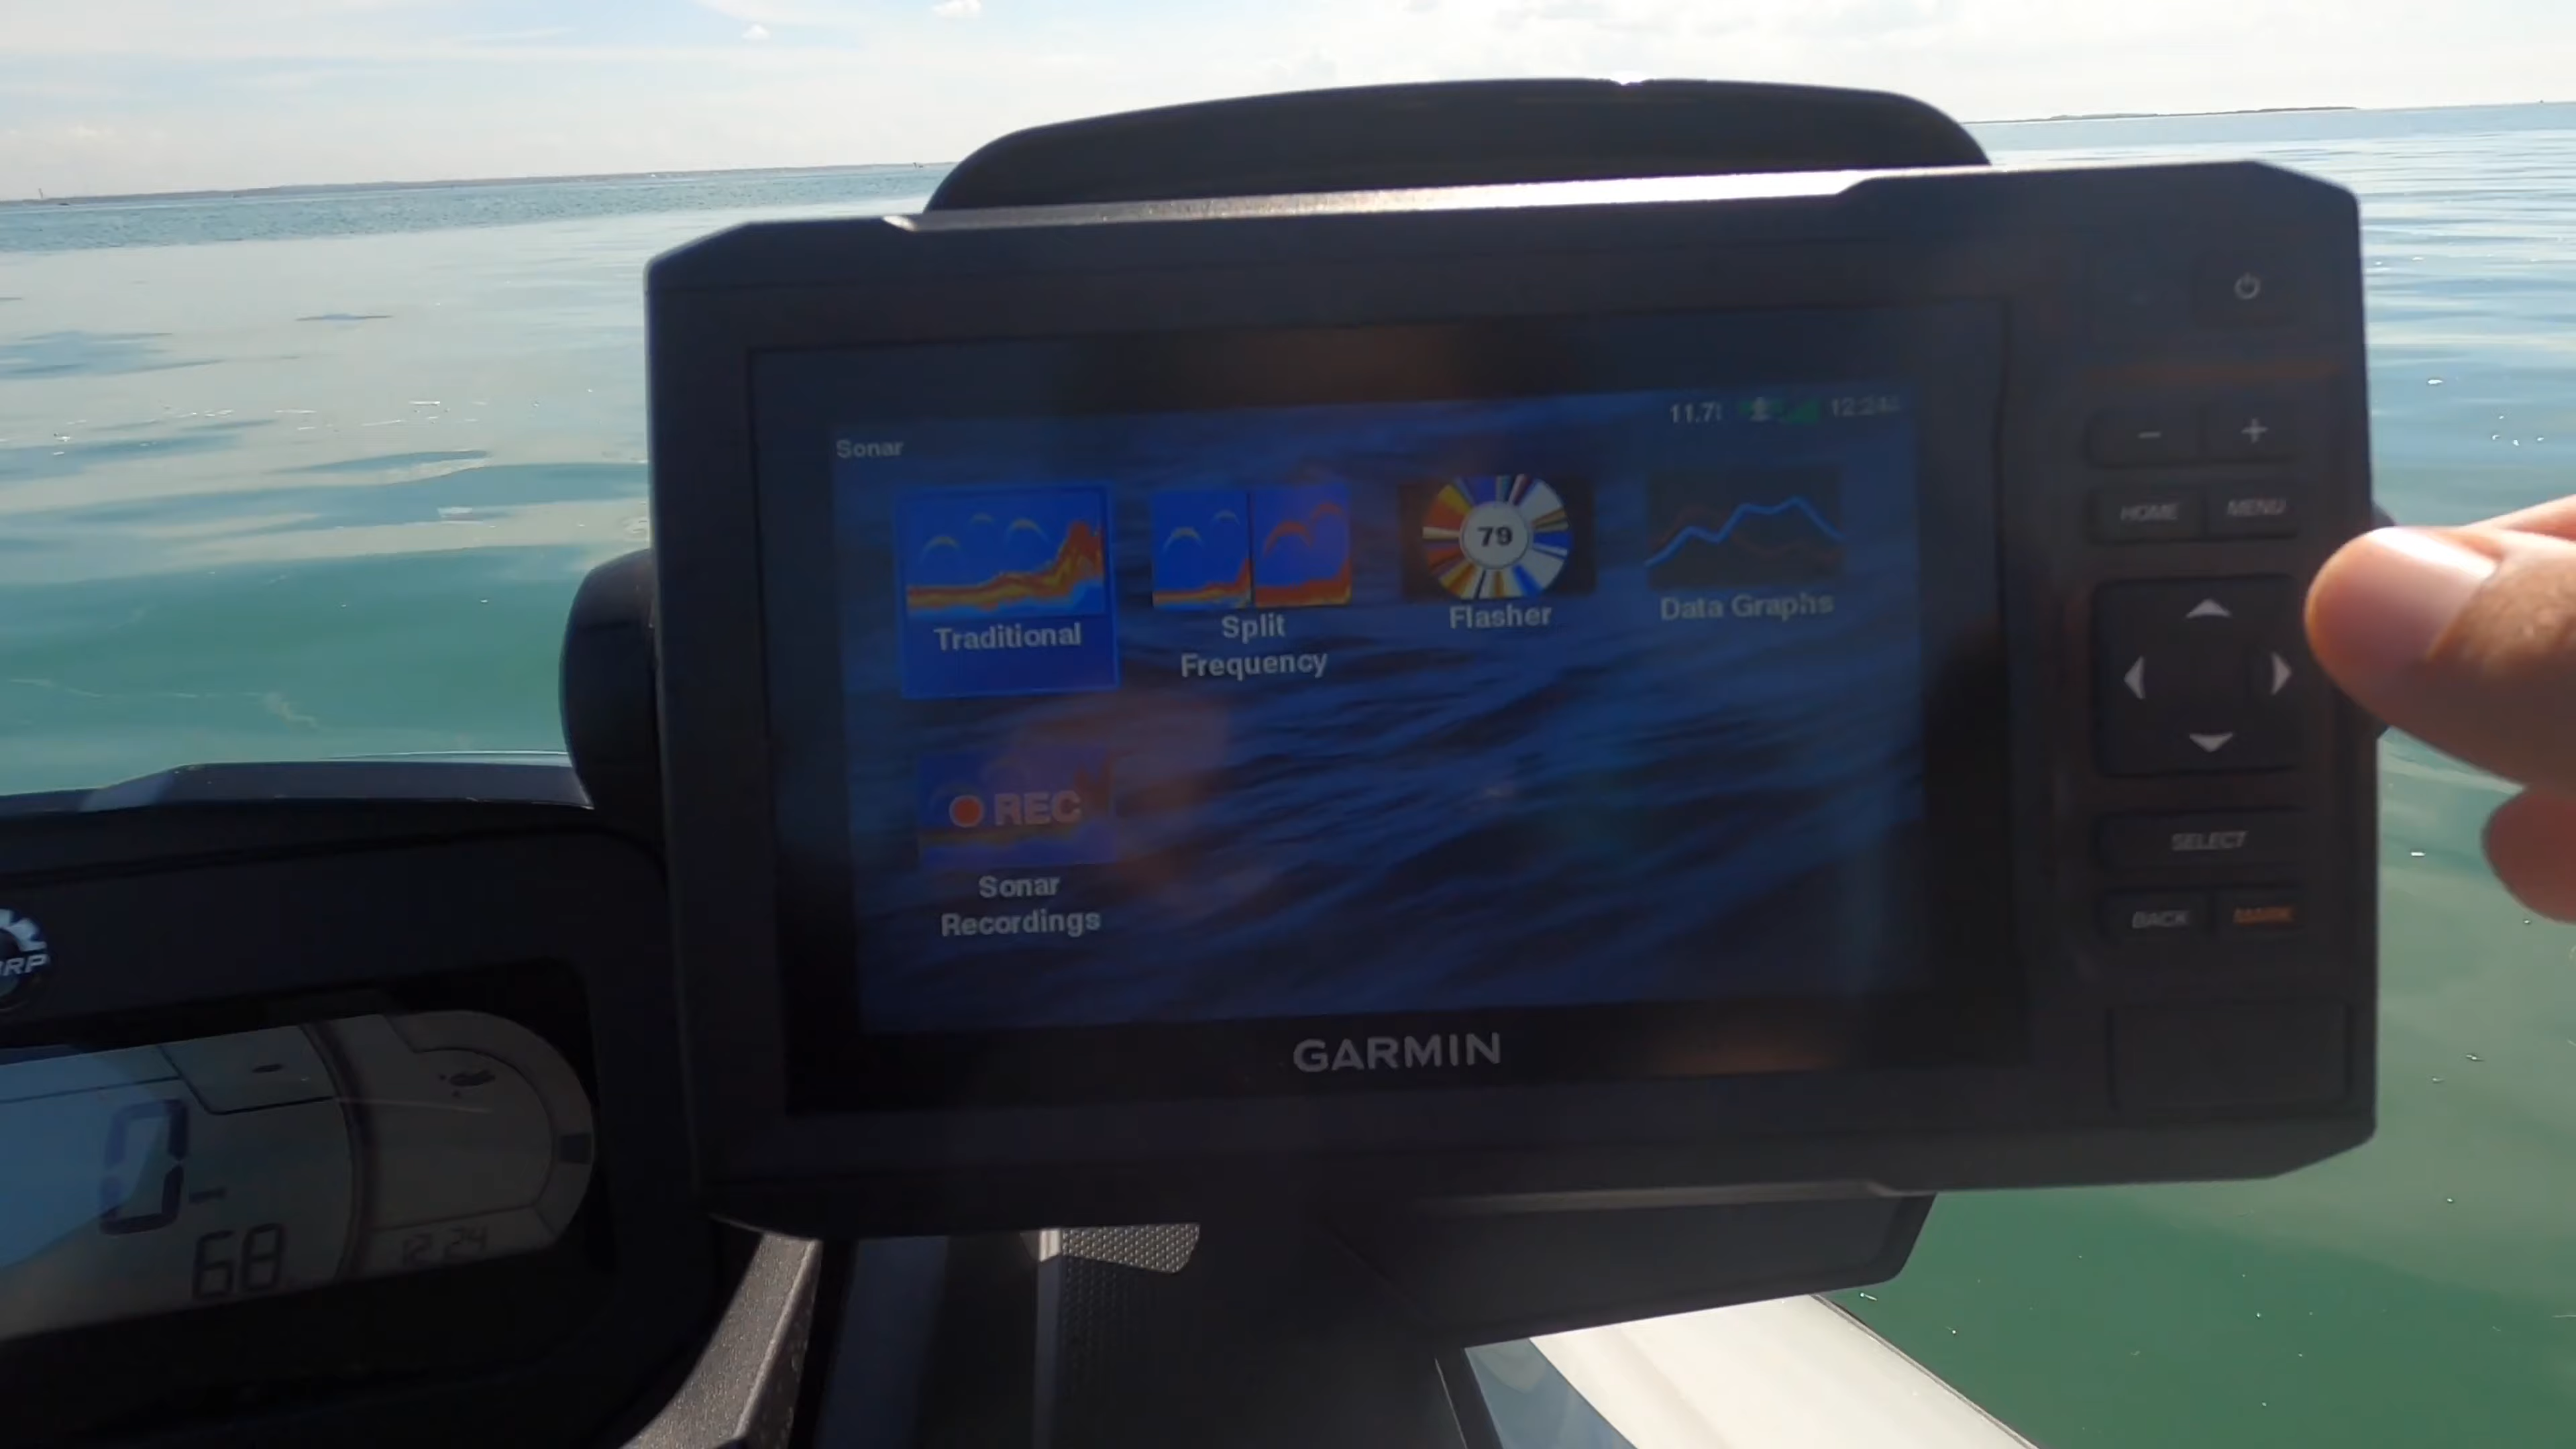 11.7
Sonar
Traditional
Split
Frequency
79
Flasher
Data Graphs
REC
Sonar
Recordings
GARMIN
− +
HOME MENU
SELECT
BACK MARK
0
68
12 24